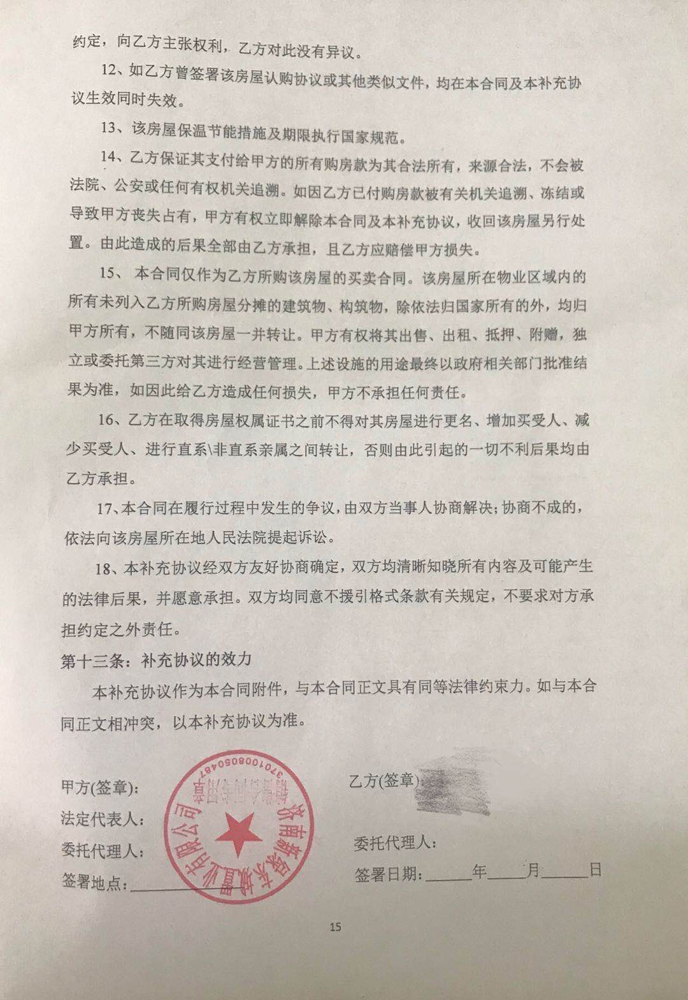 约定，向乙方主张权利，乙方对此没有异议。
12、如乙方曾签署该房屋认购协议或其他类似文件，均在本合同及本补充协
议生效同时失效。
13、该房屋保温节能措施及期限执行国家规范。
14、乙方保证其支付给甲方的所有购房款为其合法所有，来源合法，不会被
法院、公安或任何有权机关追溯。如因乙方已付购房款被有关机关追溯、冻结或
导致甲方丧失占有，甲方有权立即解除本合同及本补充协议，收回该房屋另行处
置。由此造成的后果全部由乙方承担，且乙方应赔偿甲方损失。
15、 本合同仅作为乙方所购该房屋的买卖合同。该房屋所在物业区域内的
所有未列入乙方所购房屋分摊的建筑物、构筑物，除依法归国家所有的外，均归
甲方所有，不随同该房屋一并转让。甲方有权将其出售、出租、抵押、附赠，独
立或委托第三方对其进行经营管理。上述设施的用途最终以政府相关部门批准结
果为准，如因此给乙方造成任何损失，甲方不承担任何责任。
16、乙方在取得房屋权属证书之前不得对其房屋进行更名、增加买受人、减
少买受人、进行直系\非直系亲属之间转让，否则由此引起的一切不利后果均由
乙方承担。
17、本合同在履行过程中发生的争议，由双方当事人协商解决；协商不成的，
依法向该房屋所在地人民法院提起诉讼。
18、本补充协议经双方友好协商确定，双方均清晰知晓所有内容及可能产生
的法律后果，并愿意承担。双方均同意不援引格式条款有关规定，不要求对方承
担约定之外责任。
第十三条：补充协议的效力
本补充协议作为本合同附件，与本合同正文具有同等法律约束力。如与本合
同正文相冲突，以本补充协议为准。
甲方(签章)：
乙方(签章)
法定代表人：
委托代理人：
委托代理人：
签署地点：
签署日期：______年_____月______日
济南新绿东城置业有限公司
销售合同专用章
3701008050487
15